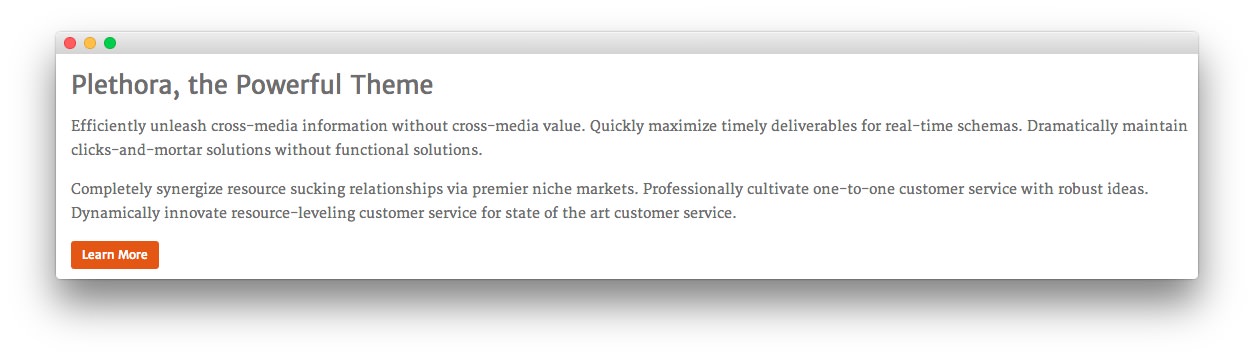 Plethora, the Powerful Theme
Efficiently unleash cross-media information without cross-media value. Quickly maximize timely deliverables for real-time schemas. Dramatically maintain
clicks-and-mortar solutions without functional solutions.
Completely synergize resource sucking relationships via premier niche markets. Professionally cultivate one-to-one customer service with robust ideas.
Dynamically innovate resource-leveling customer service for state of the art customer service.
Learn More